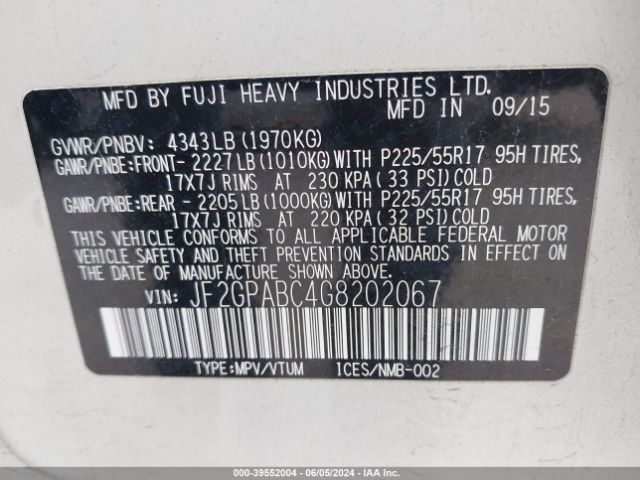 MFD BY FUJI HEAVY INDUSTRIES LTD.
MFD IN 09/15
GVWR/PNBV: 4343LB(1970KG)
GAWR/PNBE:FRONT-2227LB(1010KG)WITH P225/55R17 95H TIRES,
17X7J RIMS AT 230 KPA(33 PSI)COLD
GAWR/PNBE:REAR -2205LB(1000KG)WITH P225/55R17 95H TIRES,
17X7J RIMS AT 220 KPA(32 PSI)COLD
THIS VEHICLE CONFORMS TO ALL APPLICABLE FEDERAL MOTOR
VEHICLE SAFETY AND THEFT PREVENTION STANDARDS IN EFFECT ON
THE DATE OF MANUFACTURE SHOWN ABOVE.
VIN: JF2GPABC4G8202067
TYPE:MPV/VTUM ICES/NMB-002
000-39552004 - 06/05/2024 - COPYRIGHT IAA, LLC.